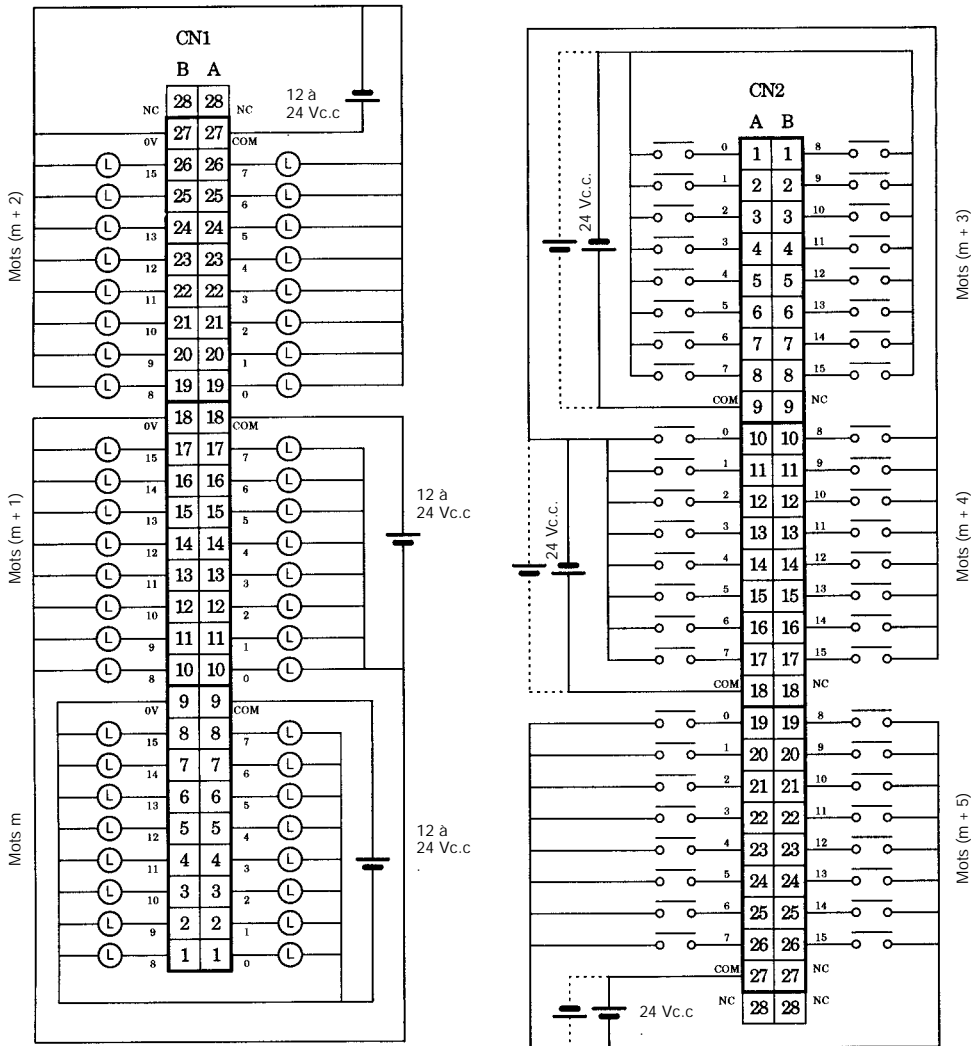 CN1
B A
NC 28 28 NC
12 à
24 Vc.c
0V 27 27 COM
Mots (m + 2)
L 15 26 26 7 L
L 25 25 6 L
L 13 24 24 5 L
L 12 23 23 4 L
L 11 22 22 3 L
L 10 21 21 2 L
L 9 20 20 1 L
L 8 19 19 0 L
0V 18 18 COM
Mots (m + 1)
L 15 17 17 7 L
L 14 16 16 6 L
L 13 15 15 5 L
L 12 14 14 4 L
L 11 13 13 3 L
L 10 12 12 2 L
L 9 11 11 1 L
L 8 10 10 0 L
12 à
24 Vc.c
0V 9 9 COM
Mots m
L 15 8 8 7 L
L 14 7 7 6 L
L 13 6 6 5 L
L 12 5 5 4 L
L 11 4 4 3 L
L 10 3 3 2 L
L 9 2 2 1 L
L 8 1 1 0 L
12 à
24 Vc.c
CN2
A B
24 Vc.c.
0 1 1 8
1 2 2 9
2 3 3 10
3 4 4 11
4 5 5 12
5 6 6 13
6 7 7 14
7 8 8 15
COM 9 9 NC
Mots (m + 3)
24 Vc.c.
0 10 10 8
1 11 11 9
2 12 12 10
3 13 13 11
4 14 14 12
5 15 15 13
6 16 16 14
7 17 17 15
COM 18 18 NC
Mots (m + 4)
0 19 19 8
1 20 20 9
2 21 21 10
3 22 22 11
4 23 23 12
5 24 24 13
6 25 25 14
7 26 26 15
COM 27 27 NC
NC 28 28 NC
Mots (m + 5)
24 Vc.c